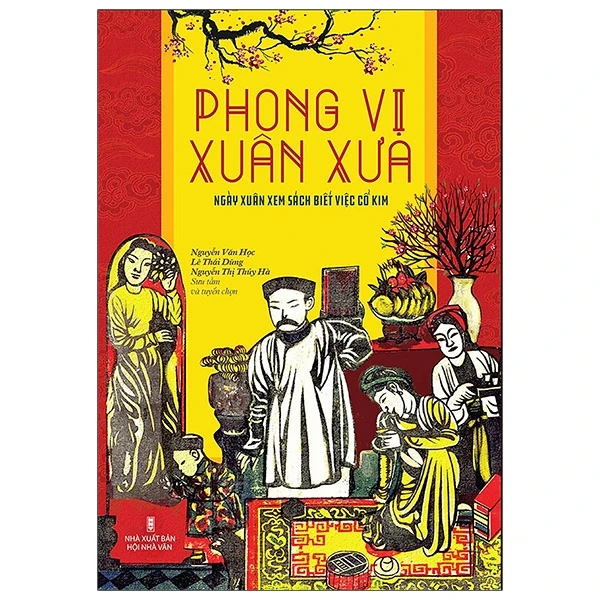 PHONG VỊ
XUÂN XƯA
NGÀY XUÂN XEM SÁCH BIẾT VIỆC CỔ KIM
Nguyễn Văn Học
Lê Thái Dũng
Nguyễn Thị Thúy Hà
Sưu tầm
và tuyển chọn
NHÀ XUẤT BẢN
HỘI NHÀ VĂN